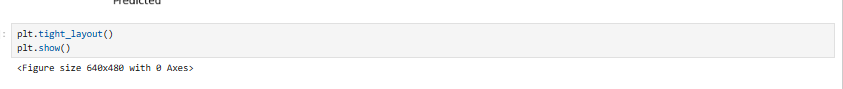 Predicted
:
plt.tight_layout()
plt.show()
<Figure size 640x480 with 0 Axes>